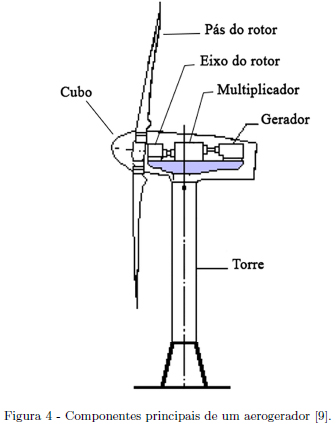 Pás do rotor
Eixo do rotor
Multiplicador
Cubo
Gerador
Torre
Figura 4 - Componentes principais de um aerogerador [9].